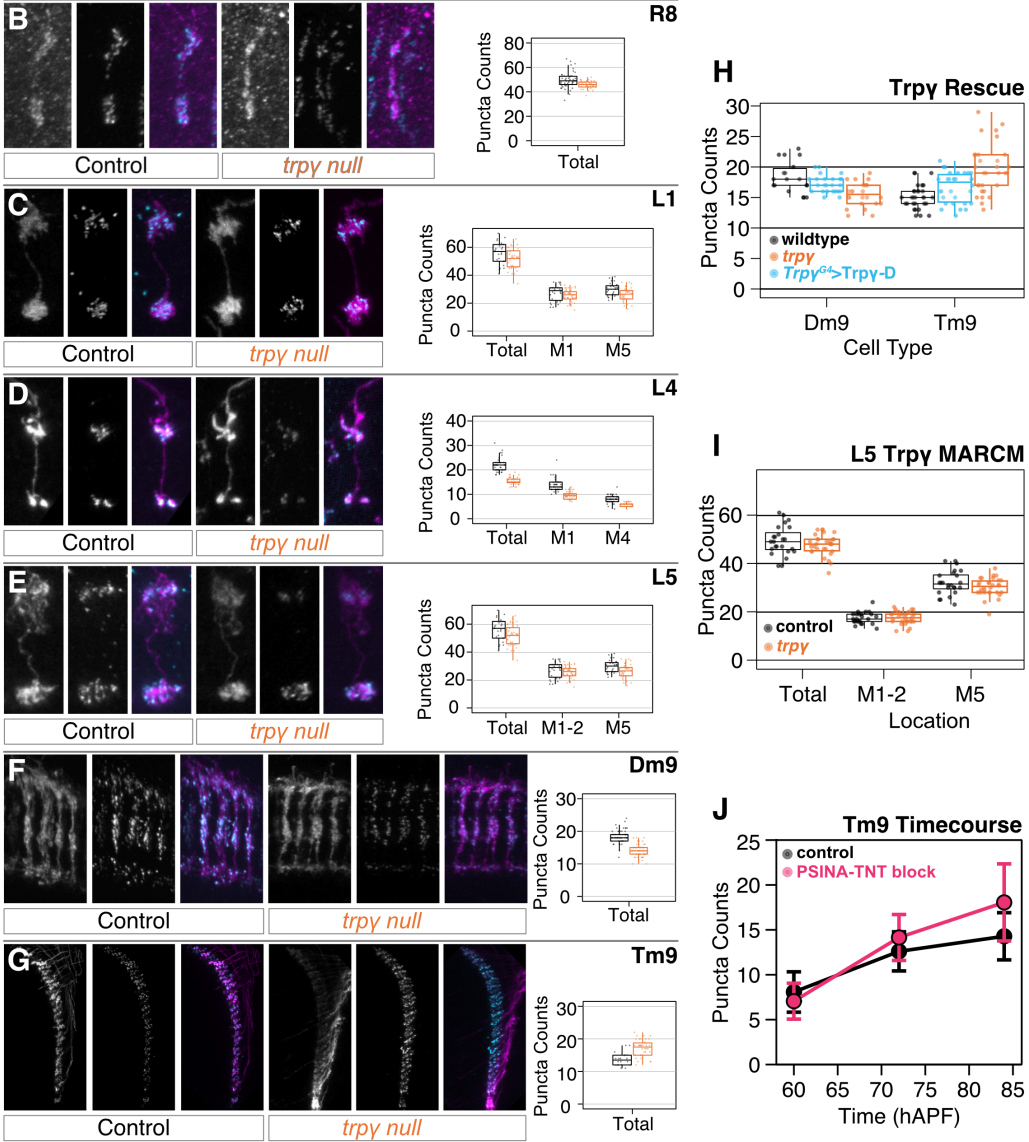 B
R8
Puncta Counts
80
60
40
20
0
Total
Control
trpγ null
C
L1
Puncta Counts
60
40
20
0
Total M1 M5
Control
trpγ null
D
L4
Puncta Counts
40
30
20
10
0
Total M1 M4
Control
trpγ null
E
L5
Puncta Counts
60
40
20
0
Total M1-2 M5
Control
trpγ null
F
Dm9
Puncta Counts
30
20
10
0
Total
Control
trpγ null
G
Tm9
Puncta Counts
30
20
10
0
Total
Control
trpγ null
H
Trpγ Rescue
Puncta Counts
30
25
20
15
10
5
0
wildtype
trpγ
Trpγᴳ⁴>Trpγ-D
Dm9 Tm9
Cell Type
I
L5 Trpγ MARCM
Puncta Counts
60
40
20
0
control
trpγ
Total M1-2 M5
Location
J
Tm9 Timecourse
Puncta Counts
25
20
15
10
5
0
control
PSINA-TNT block
60 65 70 75 80 85
Time (hAPF)